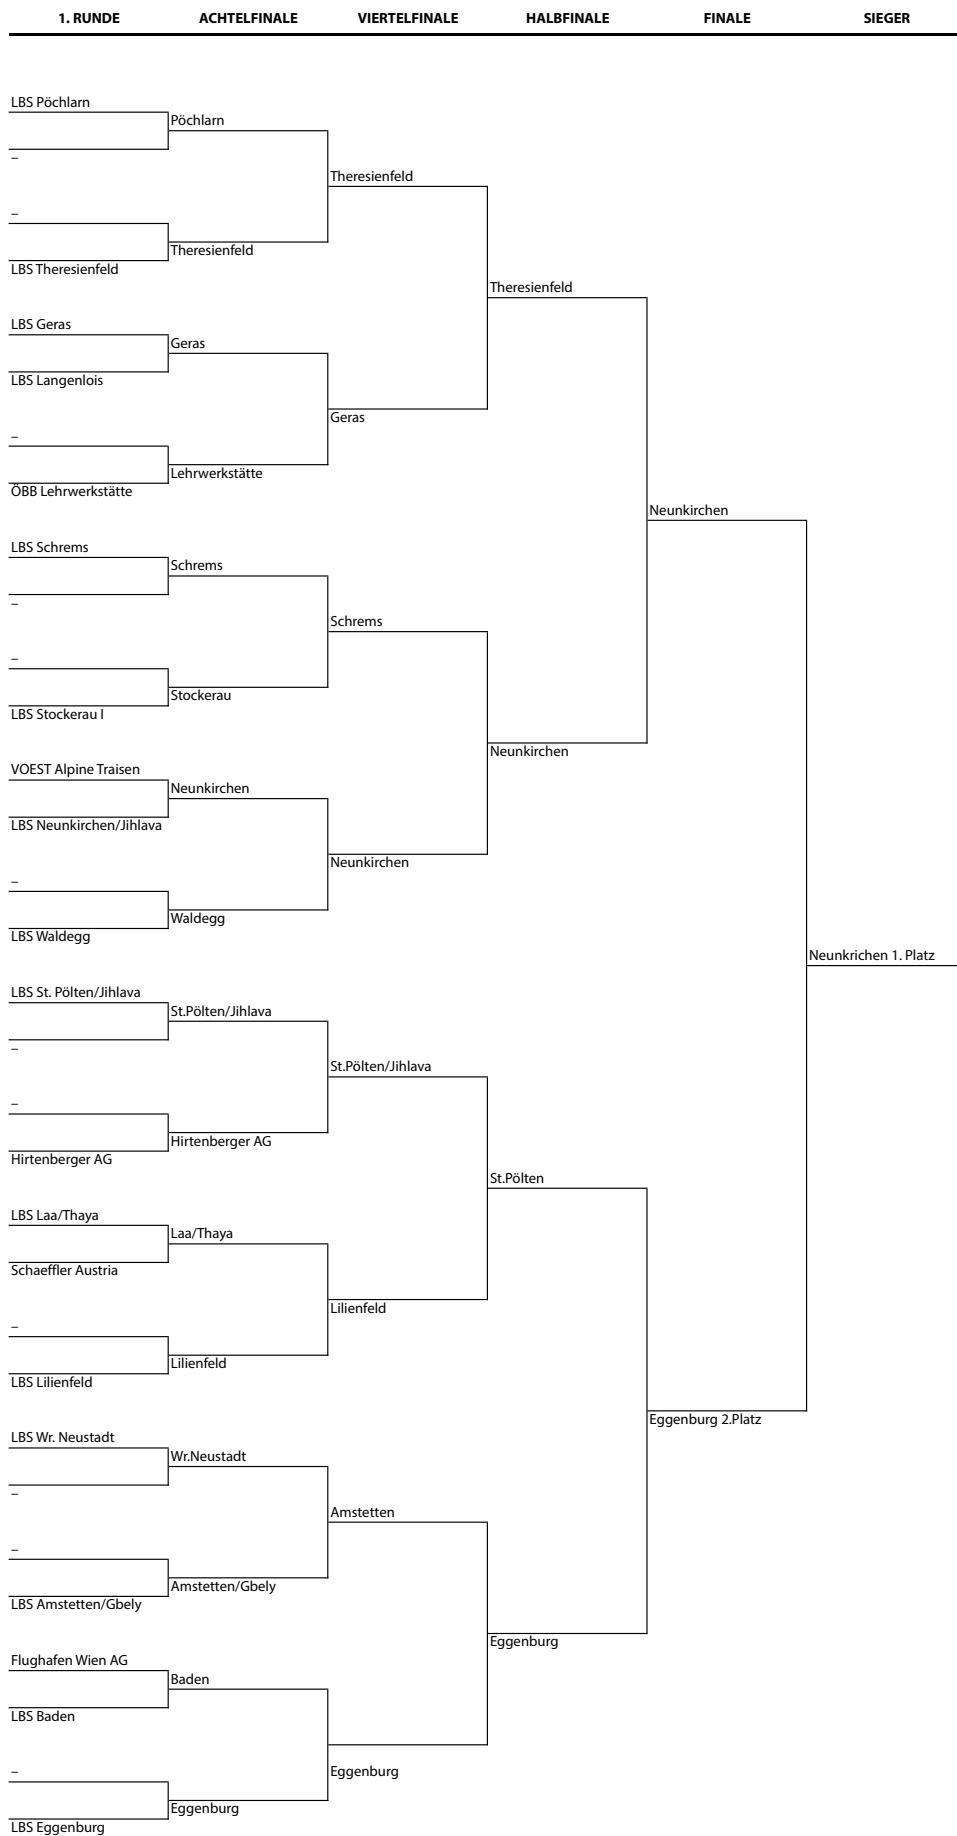 1. RUNDE ACHTELFINALE VIERTELFINALE HALBFINALE FINALE SIEGER
LBS Pöchlarn
Pöchlarn
–
Theresienfeld
–
Theresienfeld
LBS Theresienfeld
Theresienfeld
LBS Geras
Geras
LBS Langenlois
Geras
–
Lehrwerkstätte
ÖBB Lehrwerkstätte
Neunkirchen
LBS Schrems
Schrems
–
Schrems
–
Stockerau
LBS Stockerau I
Neunkirchen
VOEST Alpine Traisen
Neunkirchen
LBS Neunkirchen/Jihlava
Neunkirchen
–
Waldegg
LBS Waldegg
Neunkrichen 1. Platz
LBS St. Pölten/Jihlava
St.Pölten/Jihlava
–
St.Pölten/Jihlava
–
Hirtenberger AG
Hirtenberger AG
St.Pölten
LBS Laa/Thaya
Laa/Thaya
Schaeffler Austria
Lilienfeld
–
Lilienfeld
LBS Lilienfeld
Eggenburg 2.Platz
LBS Wr. Neustadt
Wr.Neustadt
–
Amstetten
–
Amstetten/Gbely
LBS Amstetten/Gbely
Eggenburg
Flughafen Wien AG
Baden
LBS Baden
Eggenburg
–
Eggenburg
LBS Eggenburg